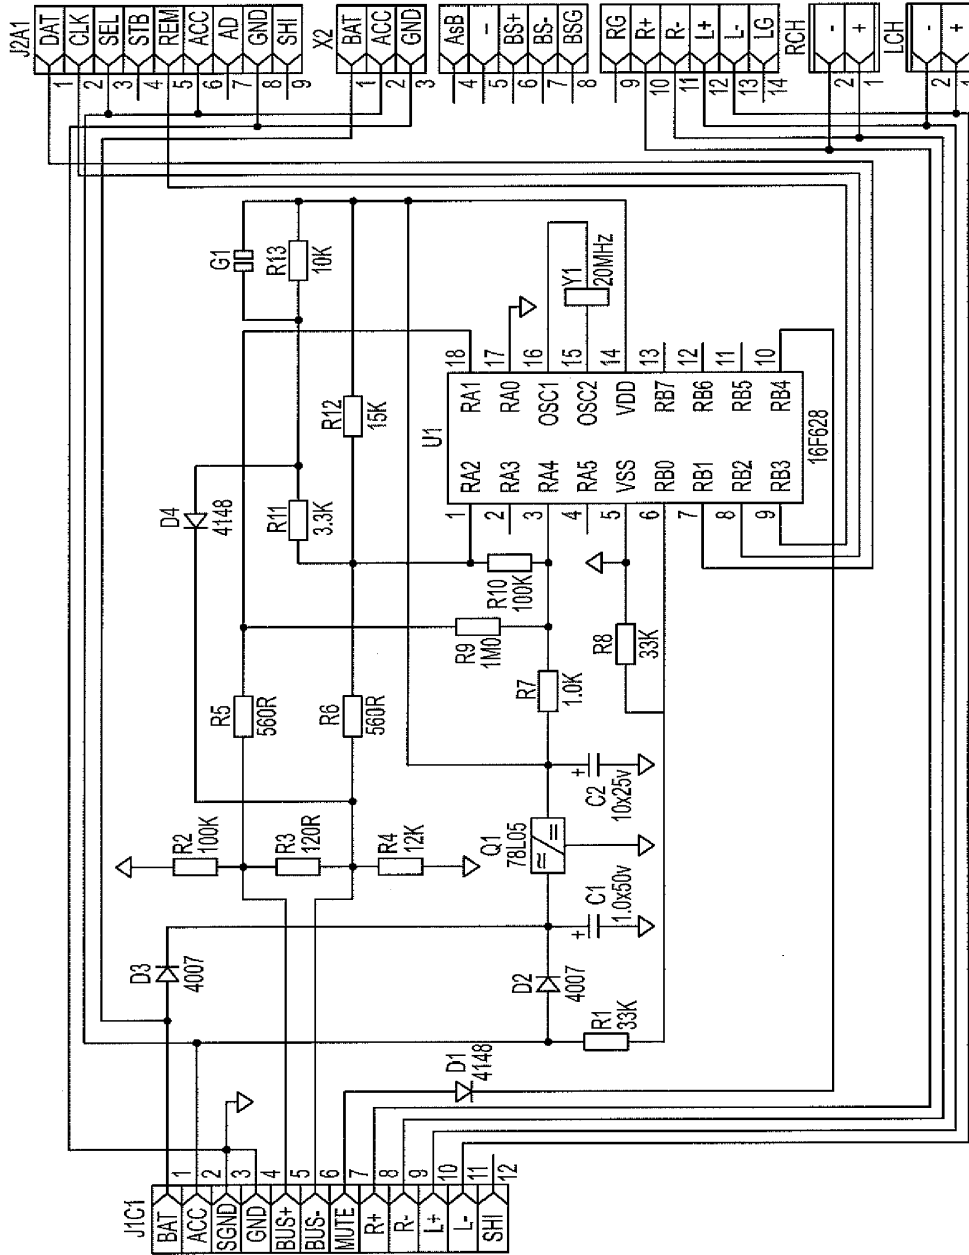 J2A1
DAT
CLK
SEL
STB
REM
ACC
AD
GND
SHI
1
2
3
4
5
6
7
8
9
X2
BAT
ACC
GND
1
2
3
AsB
-
BS+
BS-
BSG
4
5
6
7
8
RG
R+
R-
L+
L-
LG
9
10
11
12
13
14
RCH
-
+
2
1
LCH
-
+
2
1
G1
R13
10K
R12
15K
D4
4148
R11
3.3K
Y1
20MHz
U1
18
17
16
15
14
13
12
11
10
RA1
RA0
OSC1
OSC2
VDD
RB7
RB6
RB5
RB4
RA2
RA3
RA4
RA5
VSS
RB0
RB1
RB2
RB3
1
2
3
4
5
6
7
8
9
16F628
R10
100K
R9
1M0
R8
33K
R7
1.0K
R5
560R
R6
560R
R2
100K
R3
120R
R4
12K
Q1
78L05
+
C2
10x25v
+
C1
1.0x50v
D3
4007
D2
4007
R1
33K
D1
4148
J1C1
BAT
ACC
SGND
GND
BUS+
BUS-
MUTE
R+
R-
L+
L-
SHI
1
2
3
4
5
6
7
8
9
10
11
12